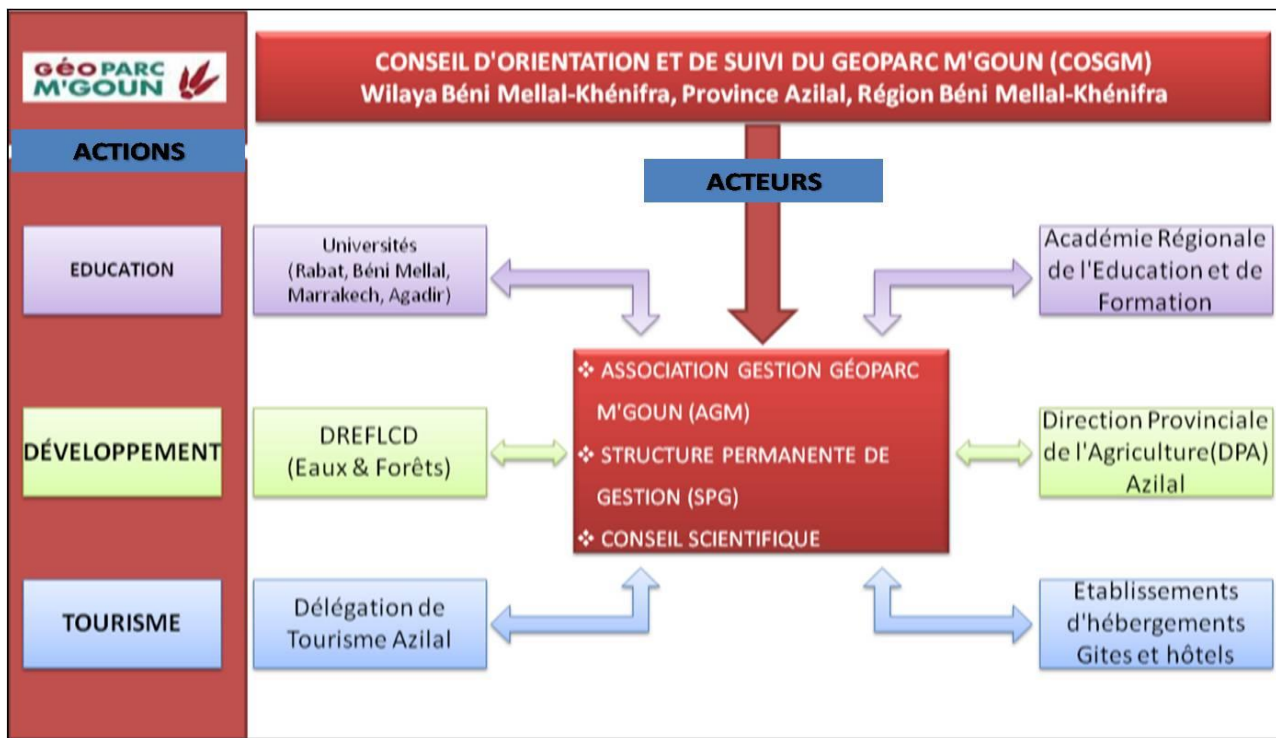 GéOPARC
M'GOUN
CONSEIL D'ORIENTATION ET DE SUIVI DU GEOPARC M'GOUN (COSGM)
Wilaya Béni Mellal-Khénifra, Province Azilal, Région Béni Mellal-Khénifra
ACTIONS
ACTEURS
EDUCATION
Universités
(Rabat, Béni Mellal,
Marrakech, Agadir)
Académie Régionale
de l'Education et de
Formation
❖ ASSOCIATION GESTION GÉOPARC
M'GOUN (AGM)
❖ STRUCTURE PERMANENTE DE
GESTION (SPG)
❖ CONSEIL SCIENTIFIQUE
DÉVELOPPEMENT
DREFLCD
(Eaux & Forêts)
Direction Provinciale
de l'Agriculture(DPA)
Azilal
TOURISME
Délégation de
Tourisme Azilal
Etablissements
d'hébergements
Gites et hôtels